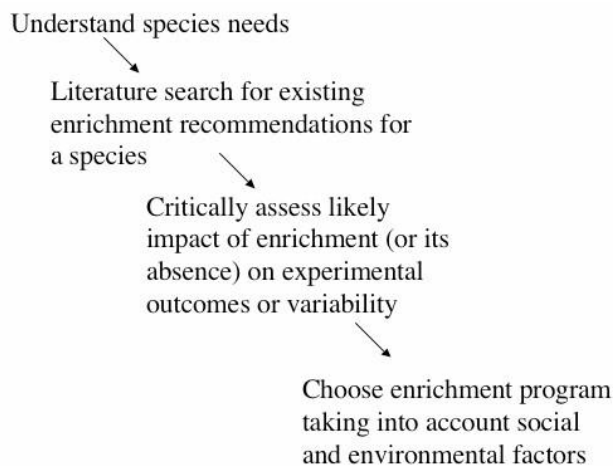 Understand species needs
Literature search for existing
enrichment recommendations for
a species
Critically assess likely
impact of enrichment (or its
absence) on experimental
outcomes or variability
Choose enrichment program
taking into account social
and environmental factors